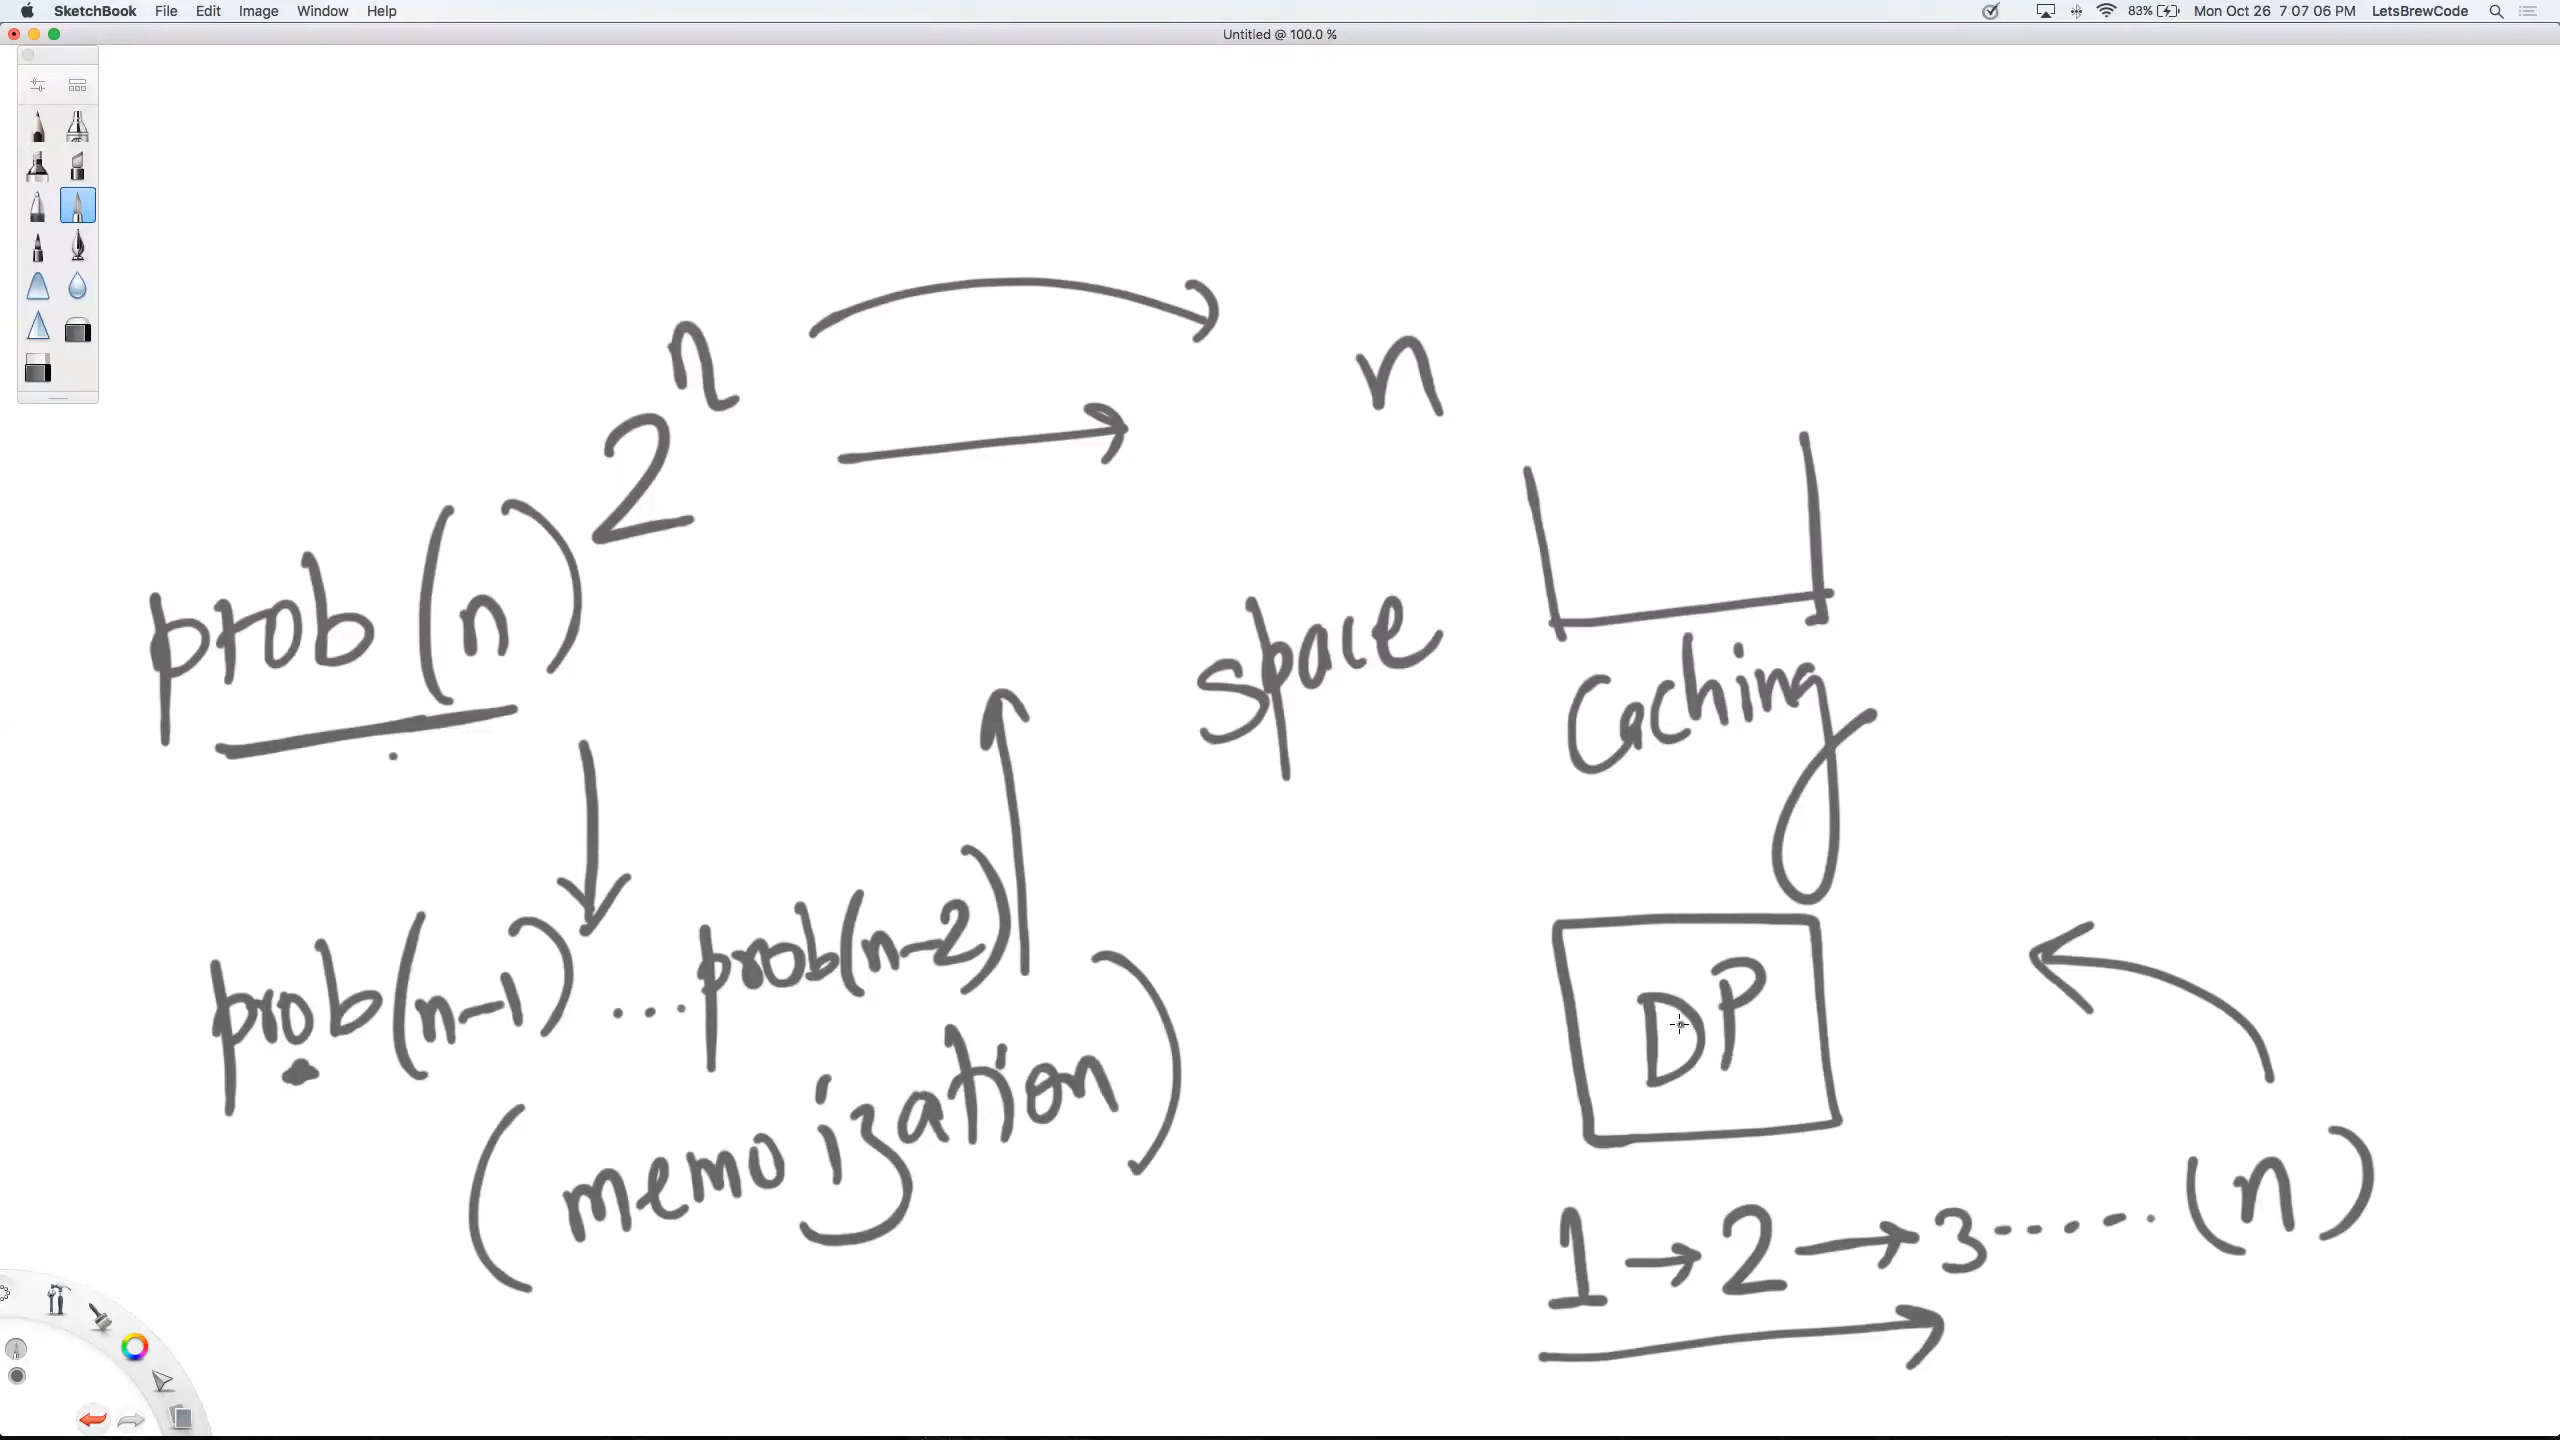 SketchBook File Edit Image Window Help 83% Mon Oct 26 7:07:06 PM LetsBrewCode
Untitled @ 100.0 %
2^n n
prob(n)
space
Caching
prob(n-1) ... prob(n-2)
DP
(memoization)
1 → 2 → 3 ...... (n)